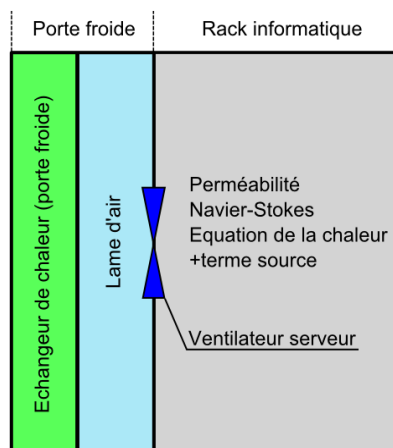 Porte froide
Rack informatique
Echangeur de chaleur (porte froide)
Lame d'air
Perméabilité
Navier-Stokes
Equation de la chaleur
+terme source
Ventilateur serveur